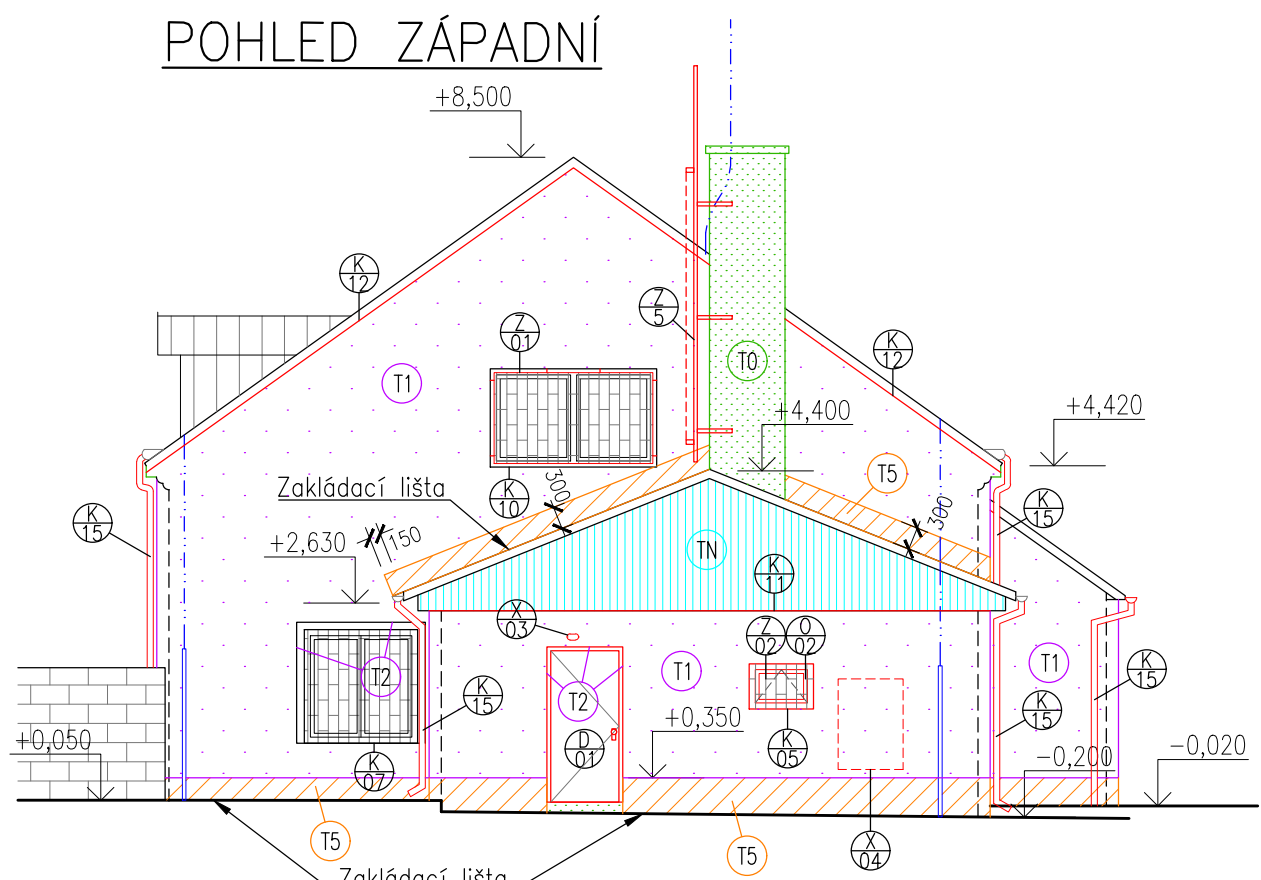 POHLED ZÁPADNÍ
+8,500
K
12
Z
5
Z
01
K
12
T0
T1
+4,400
+4,420
K
10
Zakládací lišta
300
T5
300
K
15
K
15
+2,630
150
TN
K
11
X
03
Z
02
O
02
T2
T1
T1
K
15
K
15
T2
K
15
+0,350
+0,050
D
01
K
05
K
07
-0,200
-0,020
T5
T5
X
04
Zakládací lišta